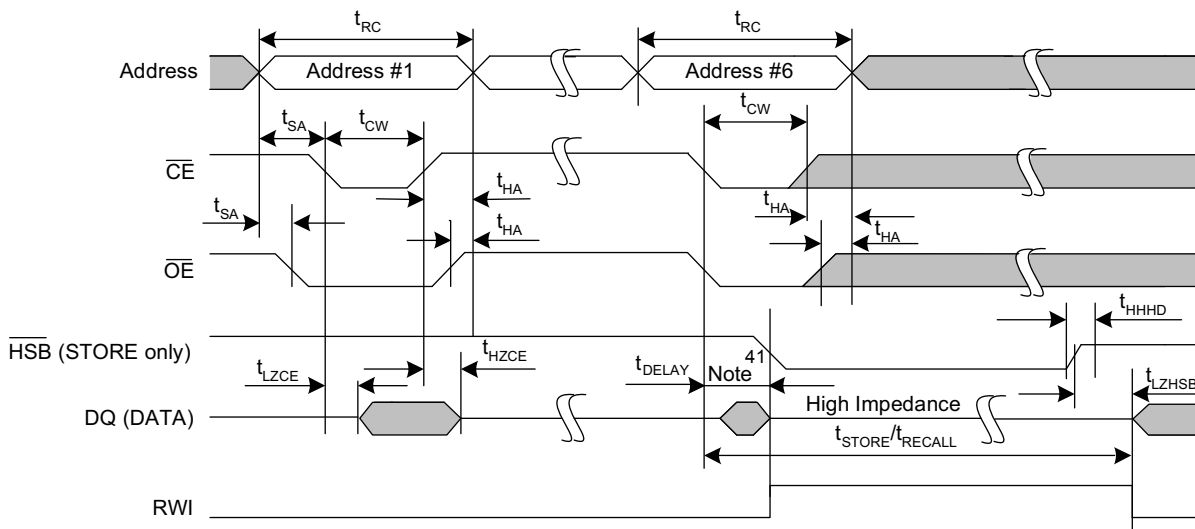 tRC tRC
Address Address #1 Address #6
tSA tCW tCW
CE
tHA
tSA tHA tHA tHA
OE
tHHHD
HSB (STORE only)
tLZCE tHZCE tDELAY Note 41 tLZHSB
DQ (DATA) High Impedance
tSTORE/tRECALL
RWI